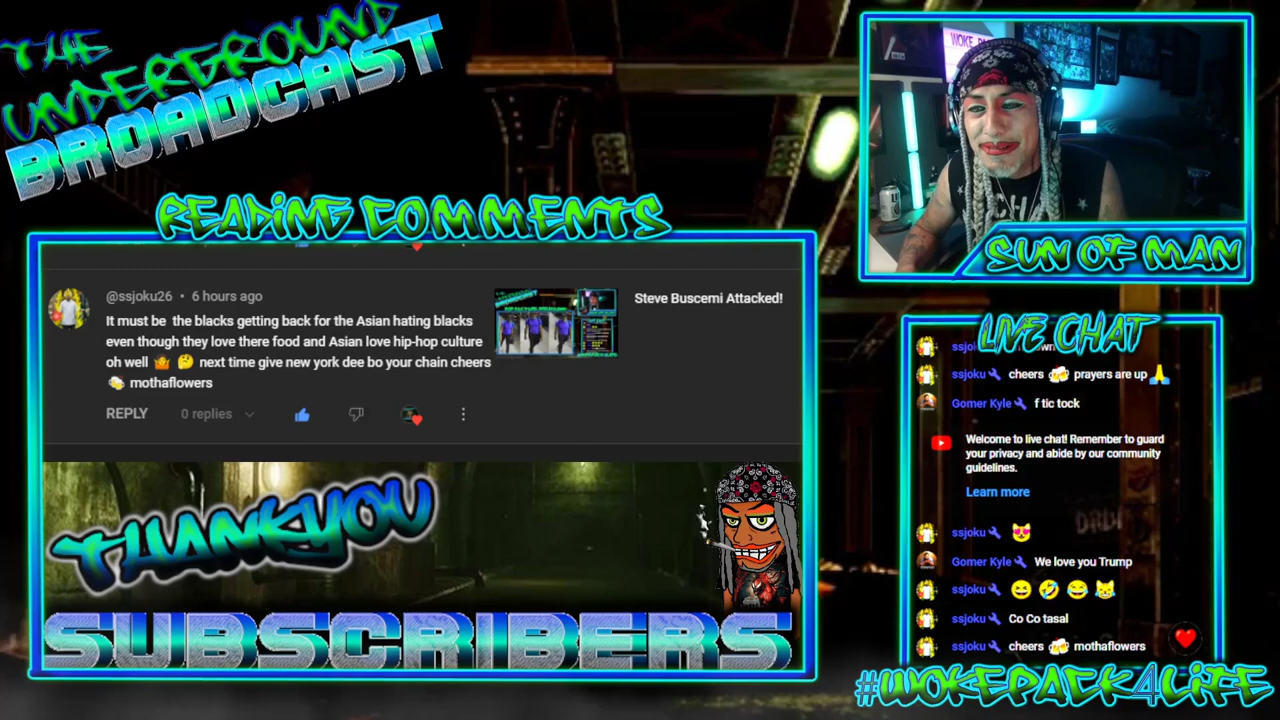 THE
UNDERGROUND
BROADCAST
READING COMMENTS
@ssjoku26 • 6 hours ago
It must be the blacks getting back for the Asian hating blacks
even though they love there food and Asian love hip-hop culture
oh well 🤷 🤔 next time give new york dee bo your chain cheers
🍻 mothaflowers
REPLY 0 replies
Steve Buscemi Attacked!
THANKYOU
SUBSCRIBERS
WOKE
SUN OF MAN
LIVE CHAT
ssjoku cheers 🍻 prayers are up 🙏
Gomer Kyle f tic tock
Welcome to live chat! Remember to guard
your privacy and abide by our community
guidelines.
Learn more
ssjoku 😻
Gomer Kyle We love you Trump
ssjoku 😆 🤣 😂 😹
ssjoku Co Co tasal
ssjoku cheers 🍻 mothaflowers
#WOKEPACK4LIFE